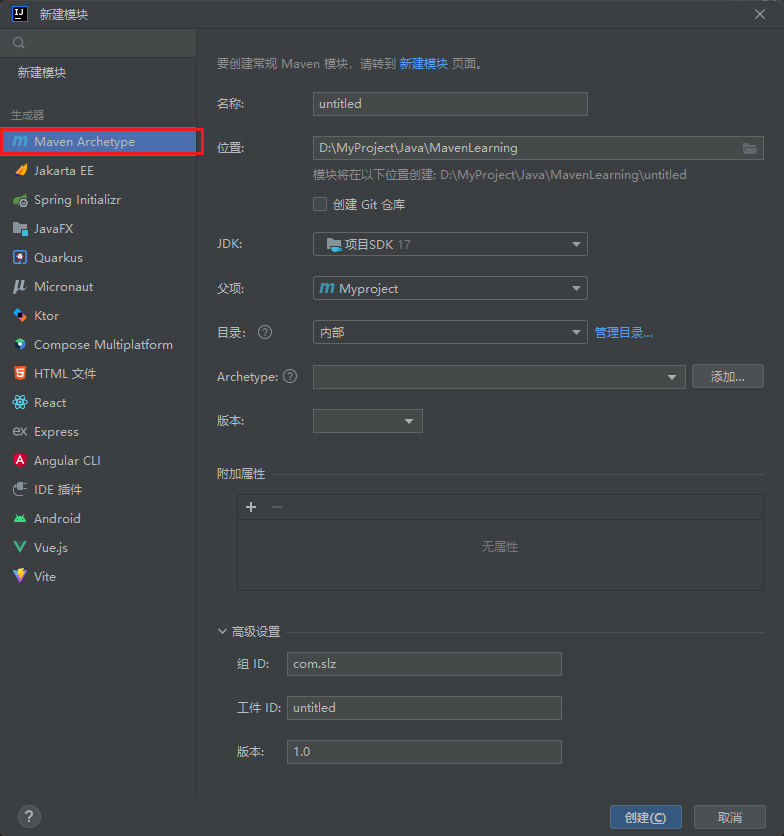 新建模块
新建模块
生成器
Maven Archetype
Jakarta EE
Spring Initializr
JavaFX
Quarkus
Micronaut
Ktor
Compose Multiplatform
HTML 文件
React
Express
Angular CLI
IDE 插件
Android
Vue.js
Vite
要创建常规 Maven 模块，请转到 新建模块 页面。
名称: untitled
位置: D:\MyProject\Java\MavenLearning
模块将在以下位置创建: D:\MyProject\Java\MavenLearning\untitled
创建 Git 仓库
JDK: 项目SDK 17
父项: Myproject
目录: 内部 管理目录...
Archetype: 添加...
版本:
附加属性
无属性
高级设置
组 ID: com.slz
工件 ID: untitled
版本: 1.0
创建(C) 取消